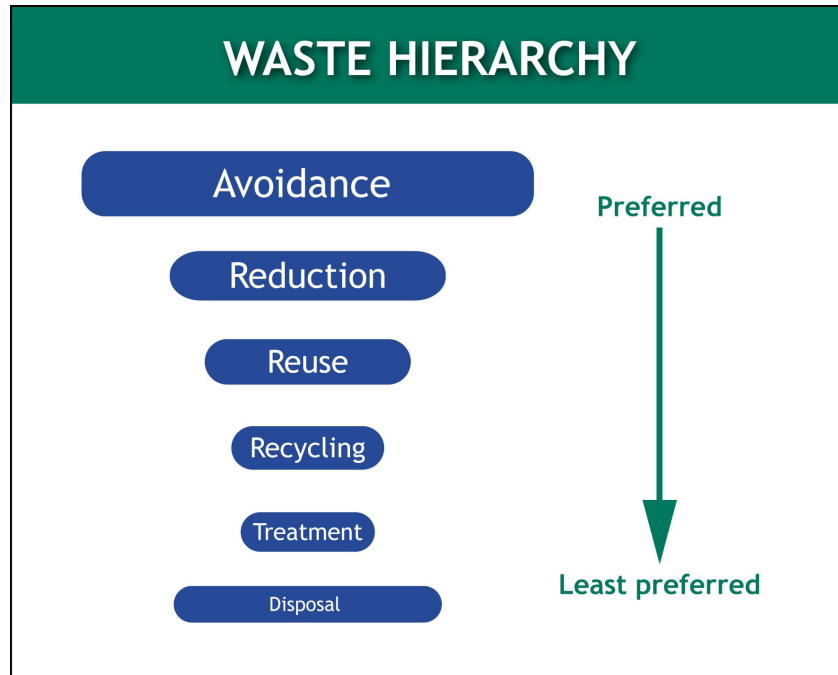 WASTE HIERARCHY
Avoidance
Preferred
Reduction
Reuse
Recycling
Treatment
Least preferred
Disposal